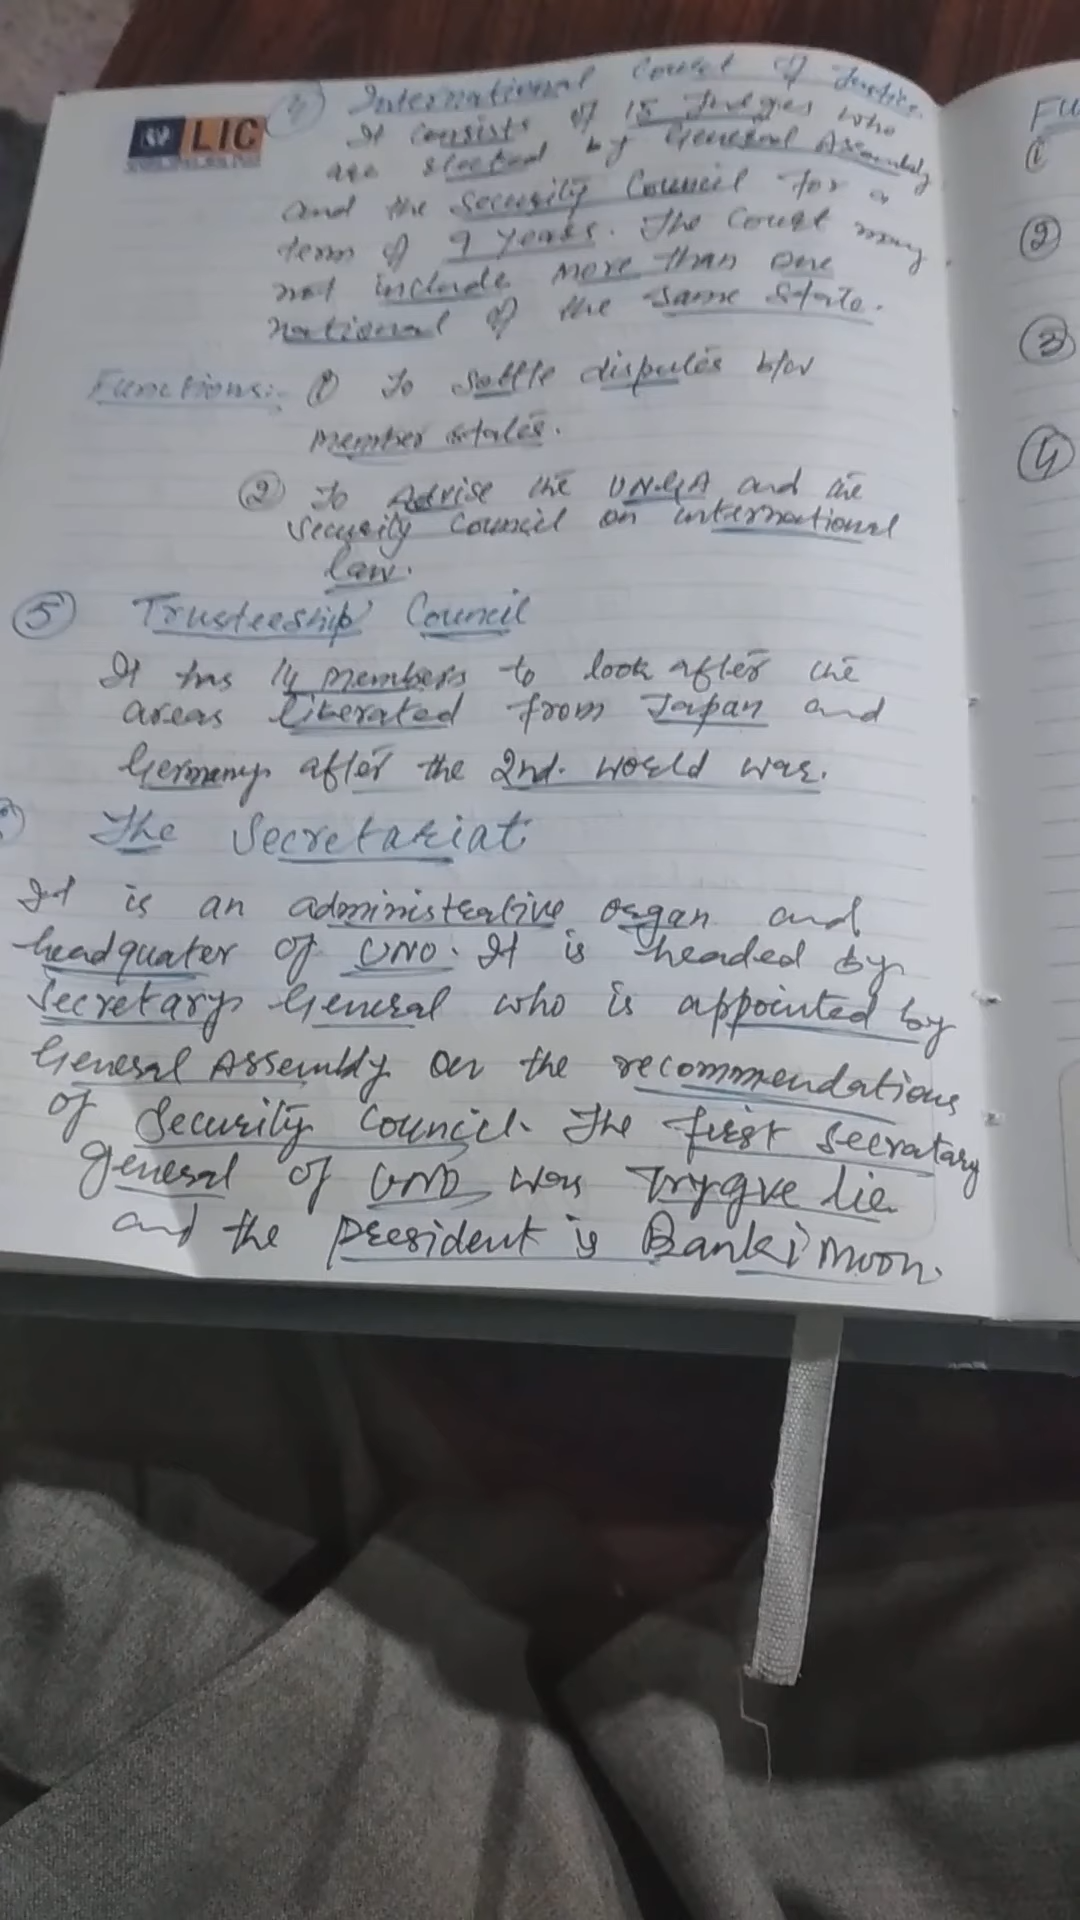 LIC
4) International Court of Justice.
It consists of 15 Judges who
are elected by General Assembly
and the Security Council for a
term of 9 years. The Court may
not include more than one
national of the same state.
Functions:- ① To settle disputes b/w
member states.
② To Advise the UNGA and the
Security Council on international
law.
⑤ Trusteeship Council
It has 14 members to look after the
areas liberated from Japan and
Germany after the 2nd. world war.
The Secretariat
It is an administrative organ and
headquater of UNO. It is headed by
Secretary General who is appointed by
General Assembly on the recommendations
of Security Council. The first Secratary
general of UNO was Trygve lie
and the president is Banki moon.
Fu
①
②
③
④